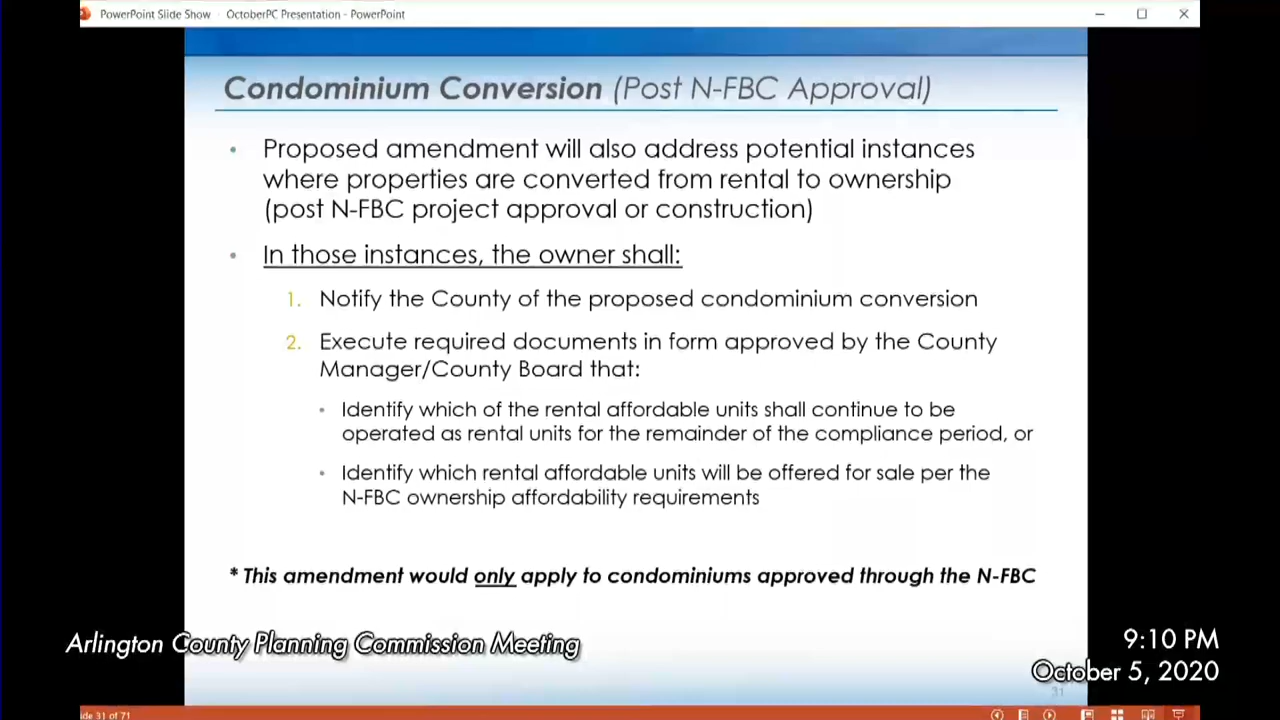 PowerPoint Slide Show - OctoberPC Presentation - PowerPoint
Condominium Conversion (Post N-FBC Approval)
• Proposed amendment will also address potential instances
where properties are converted from rental to ownership
(post N-FBC project approval or construction)
• In those instances, the owner shall:
1. Notify the County of the proposed condominium conversion
2. Execute required documents in form approved by the County
Manager/County Board that:
• Identify which of the rental affordable units shall continue to be
operated as rental units for the remainder of the compliance period, or
• Identify which rental affordable units will be offered for sale per the
N-FBC ownership affordability requirements
* This amendment would only apply to condominiums approved through the N-FBC
Arlington County Planning Commission Meeting
9:10 PM
October 5, 2020
31
ide 31 of 71